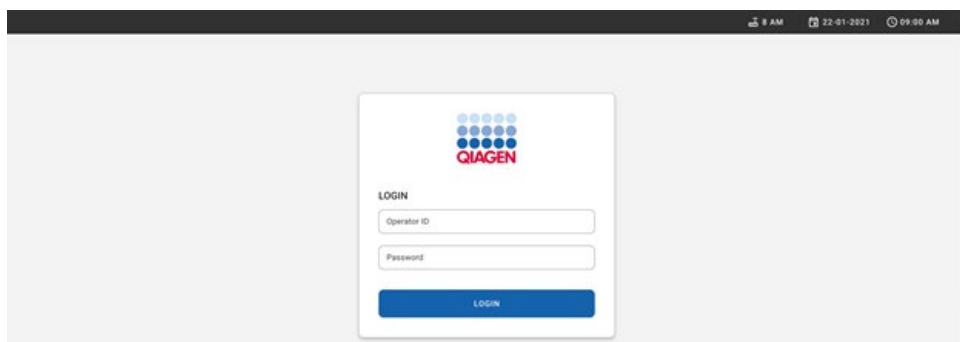 8 AM 22-01-2021 09:00 AM
QIAGEN
LOGIN
Operator ID
Password
LOGIN